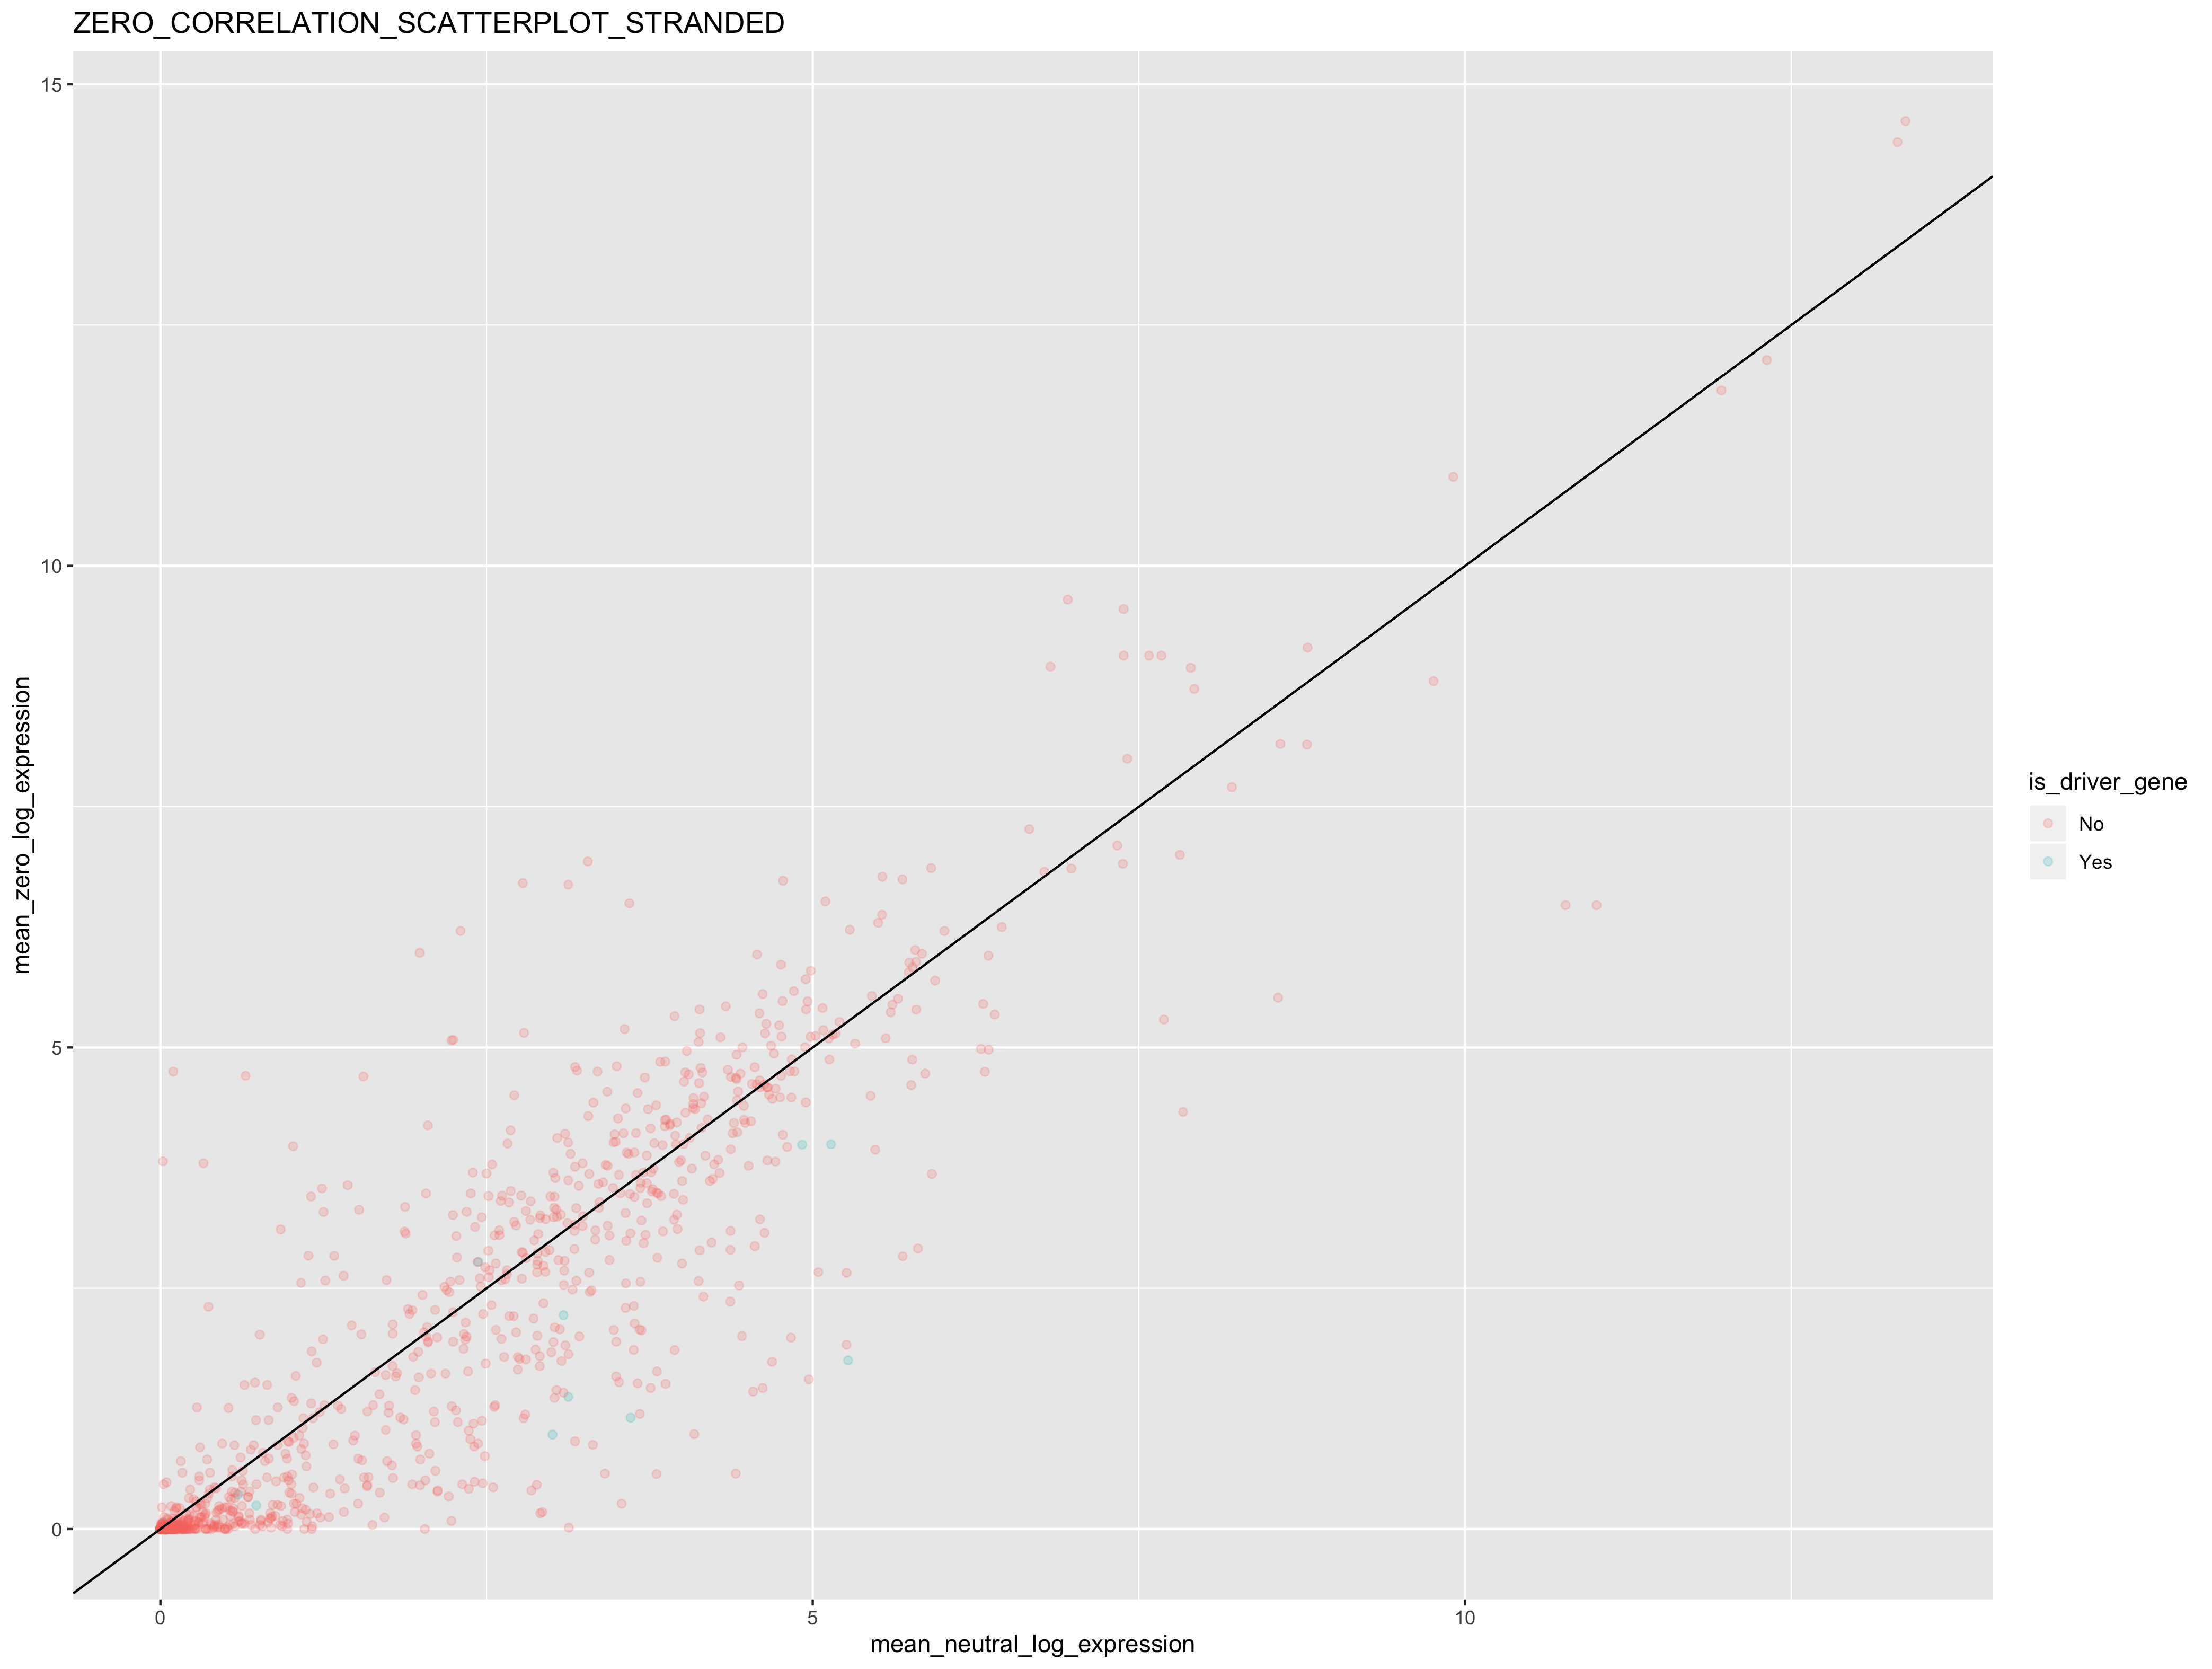 ZERO_CORRELATION_SCATTERPLOT_STRANDED
15
10
5
0
mean_zero_log_expression
0 5 10
mean_neutral_log_expression
is_driver_gene
No
Yes